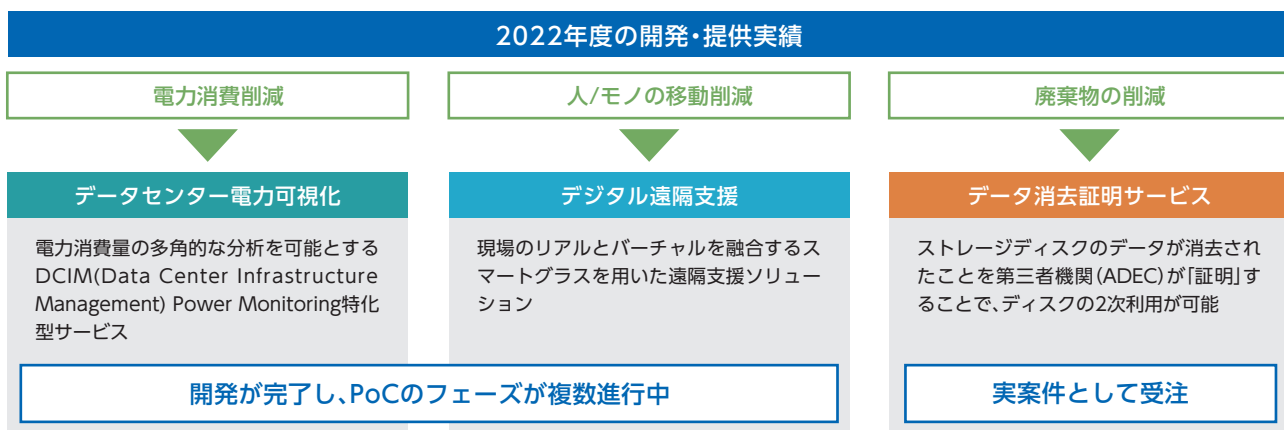 2022年度の開発・提供実績
電力消費削減
データセンター電力可視化
電力消費量の多角的な分析を可能とする
DCIM(Data Center Infrastructure
Management) Power Monitoring特化
型サービス
人/モノの移動削減
デジタル遠隔支援
現場のリアルとバーチャルを融合するス
マートグラスを用いた遠隔支援ソリュー
ション
開発が完了し、PoCのフェーズが複数進行中
廃棄物の削減
データ消去証明サービス
ストレージディスクのデータが消去され
たことを第三者機関(ADEC)が「証明」す
ることで、ディスクの2次利用が可能
実案件として受注